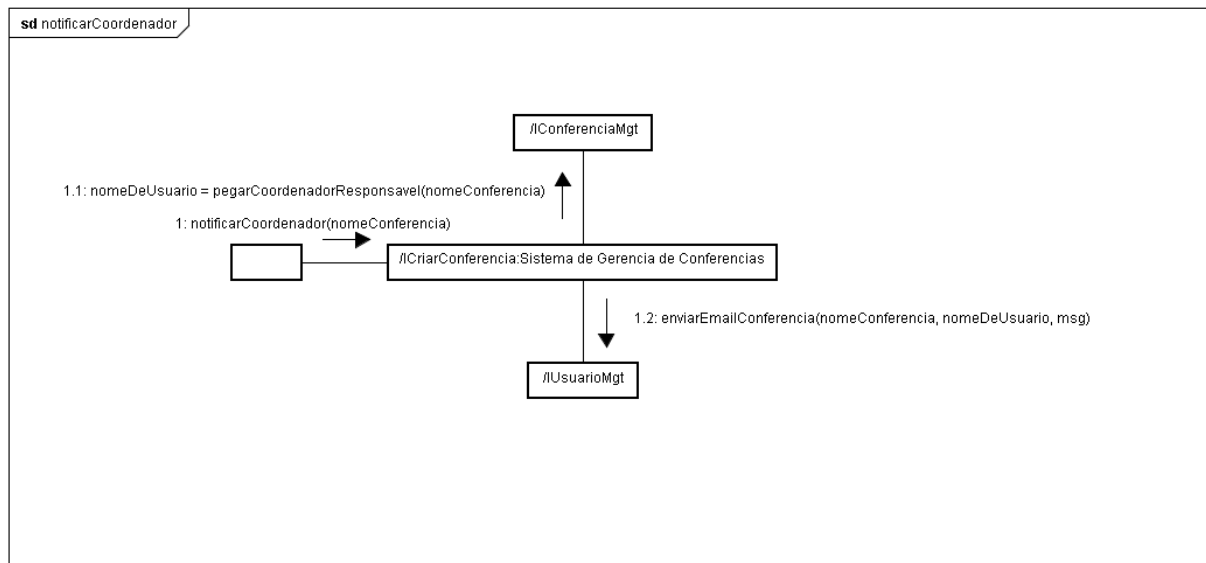 sd notificarCoordenador
/IConferenciaMgt
1.1: nomeDeUsuario = pegarCoordenadorResponsavel(nomeConferencia)
1: notificarCoordenador(nomeConferencia)
/ICriarConferencia:Sistema de Gerencia de Conferencias
1.2: enviarEmailConferencia(nomeConferencia, nomeDeUsuario, msg)
/IUsuarioMgt